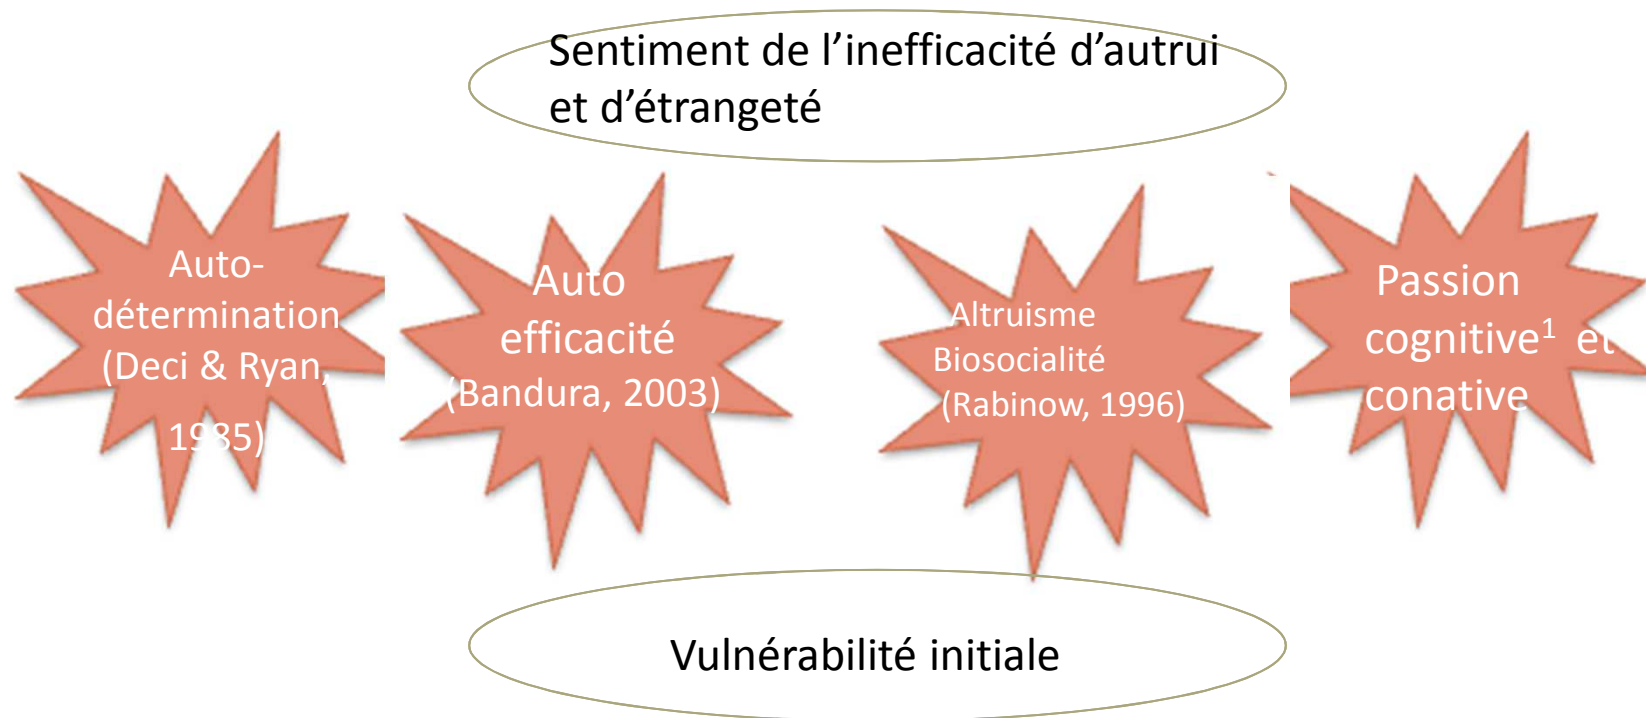 Sentiment de l’inefficacité d’autrui
et d’étrangeté
Auto-
détermination
(Deci & Ryan,
1985)
Auto
efficacité
(Bandura, 2003)
Altruisme
Biosocialité
(Rabinow, 1996)
Passion
cognitive¹ et
conative
Vulnérabilité initiale